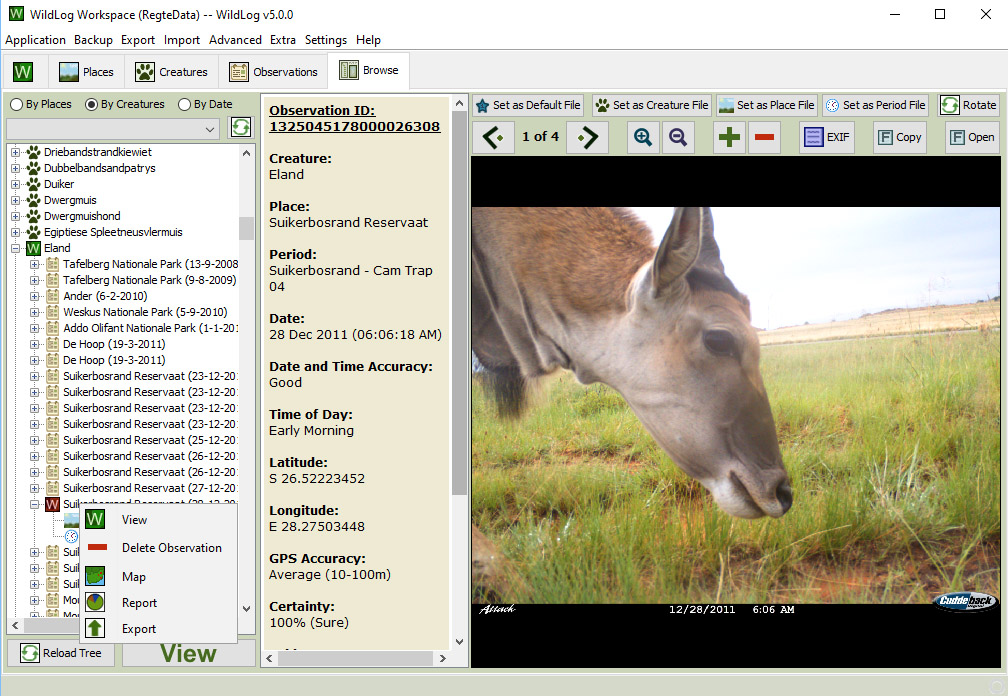 WildLog Workspace (RegteData) -- WildLog v5.0.0
Application Backup Export Import Advanced Extra Settings Help
W Places Creatures Observations Browse
By Places By Creatures By Date
Driebandstrandkiewiet
Dubbelbandsandpatrys
Duiker
Dwergmuis
Dwergmuishond
Egiptiese Spleetneusvlermuis
W Eland
Tafelberg Nationale Park (13-9-2008
Tafelberg Nationale Park (9-8-2009)
Ander (6-2-2010)
Weskus Nationale Park (5-9-2010)
Addo Olifant Nationale Park (1-1-20
De Hoop (19-3-2011)
De Hoop (19-3-2011)
Suikerbosrand Reservaat (23-12-20
Suikerbosrand Reservaat (23-12-20
Suikerbosrand Reservaat (23-12-20
Suikerbosrand Reservaat (23-12-20
Suikerbosrand Reservaat (25-12-20
Suikerbosrand Reservaat (26-12-20
Suikerbosrand Reservaat (26-12-20
Suikerbosrand Reservaat (27-12-20
W
W View
Delete Observation
Map
Report
Export
Sui
Sui
Sui
Mo
Reload Tree
View
Observation ID:
1325045178000026308
Creature:
Eland
Place:
Suikerbosrand Reservaat
Period:
Suikerbosrand - Cam Trap
04
Date:
28 Dec 2011 (06:06:18 AM)
Date and Time Accuracy:
Good
Time of Day:
Early Morning
Latitude:
S 26.52223452
Longitude:
E 28.27503448
GPS Accuracy:
Average (10-100m)
Certainty:
100% (Sure)
Set as Default File Set as Creature File Set as Place File Set as Period File Rotate
1 of 4 EXIF Copy Open
Attack 12/28/2011 6:06 AM Cuddeback